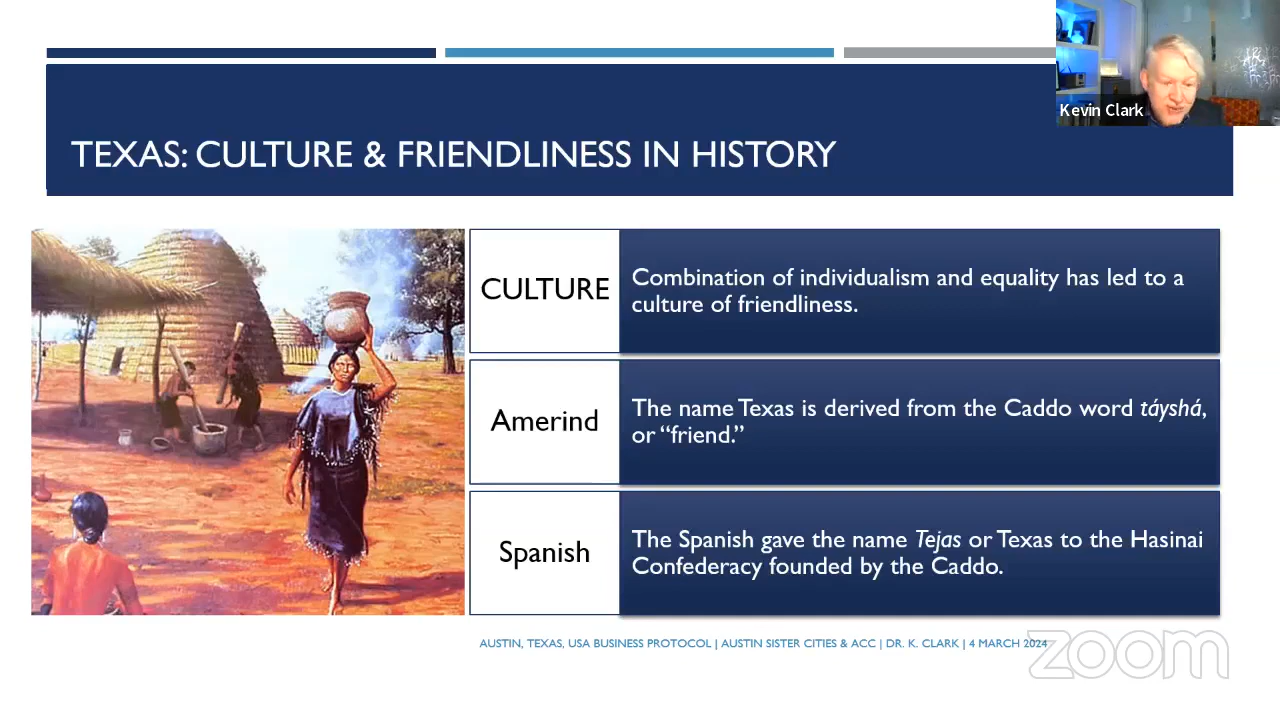 Kevin Clark
TEXAS: CULTURE & FRIENDLINESS IN HISTORY
CULTURE
Combination of individualism and equality has led to a
culture of friendliness.
Amerind
The name Texas is derived from the Caddo word táyshá,
or “friend.”
Spanish
The Spanish gave the name Tejas or Texas to the Hasinai
Confederacy founded by the Caddo.
AUSTIN, TEXAS, USA BUSINESS PROTOCOL | AUSTIN SISTER CITIES & ACC | DR. K. CLARK | 4 MARCH 2024
zoom